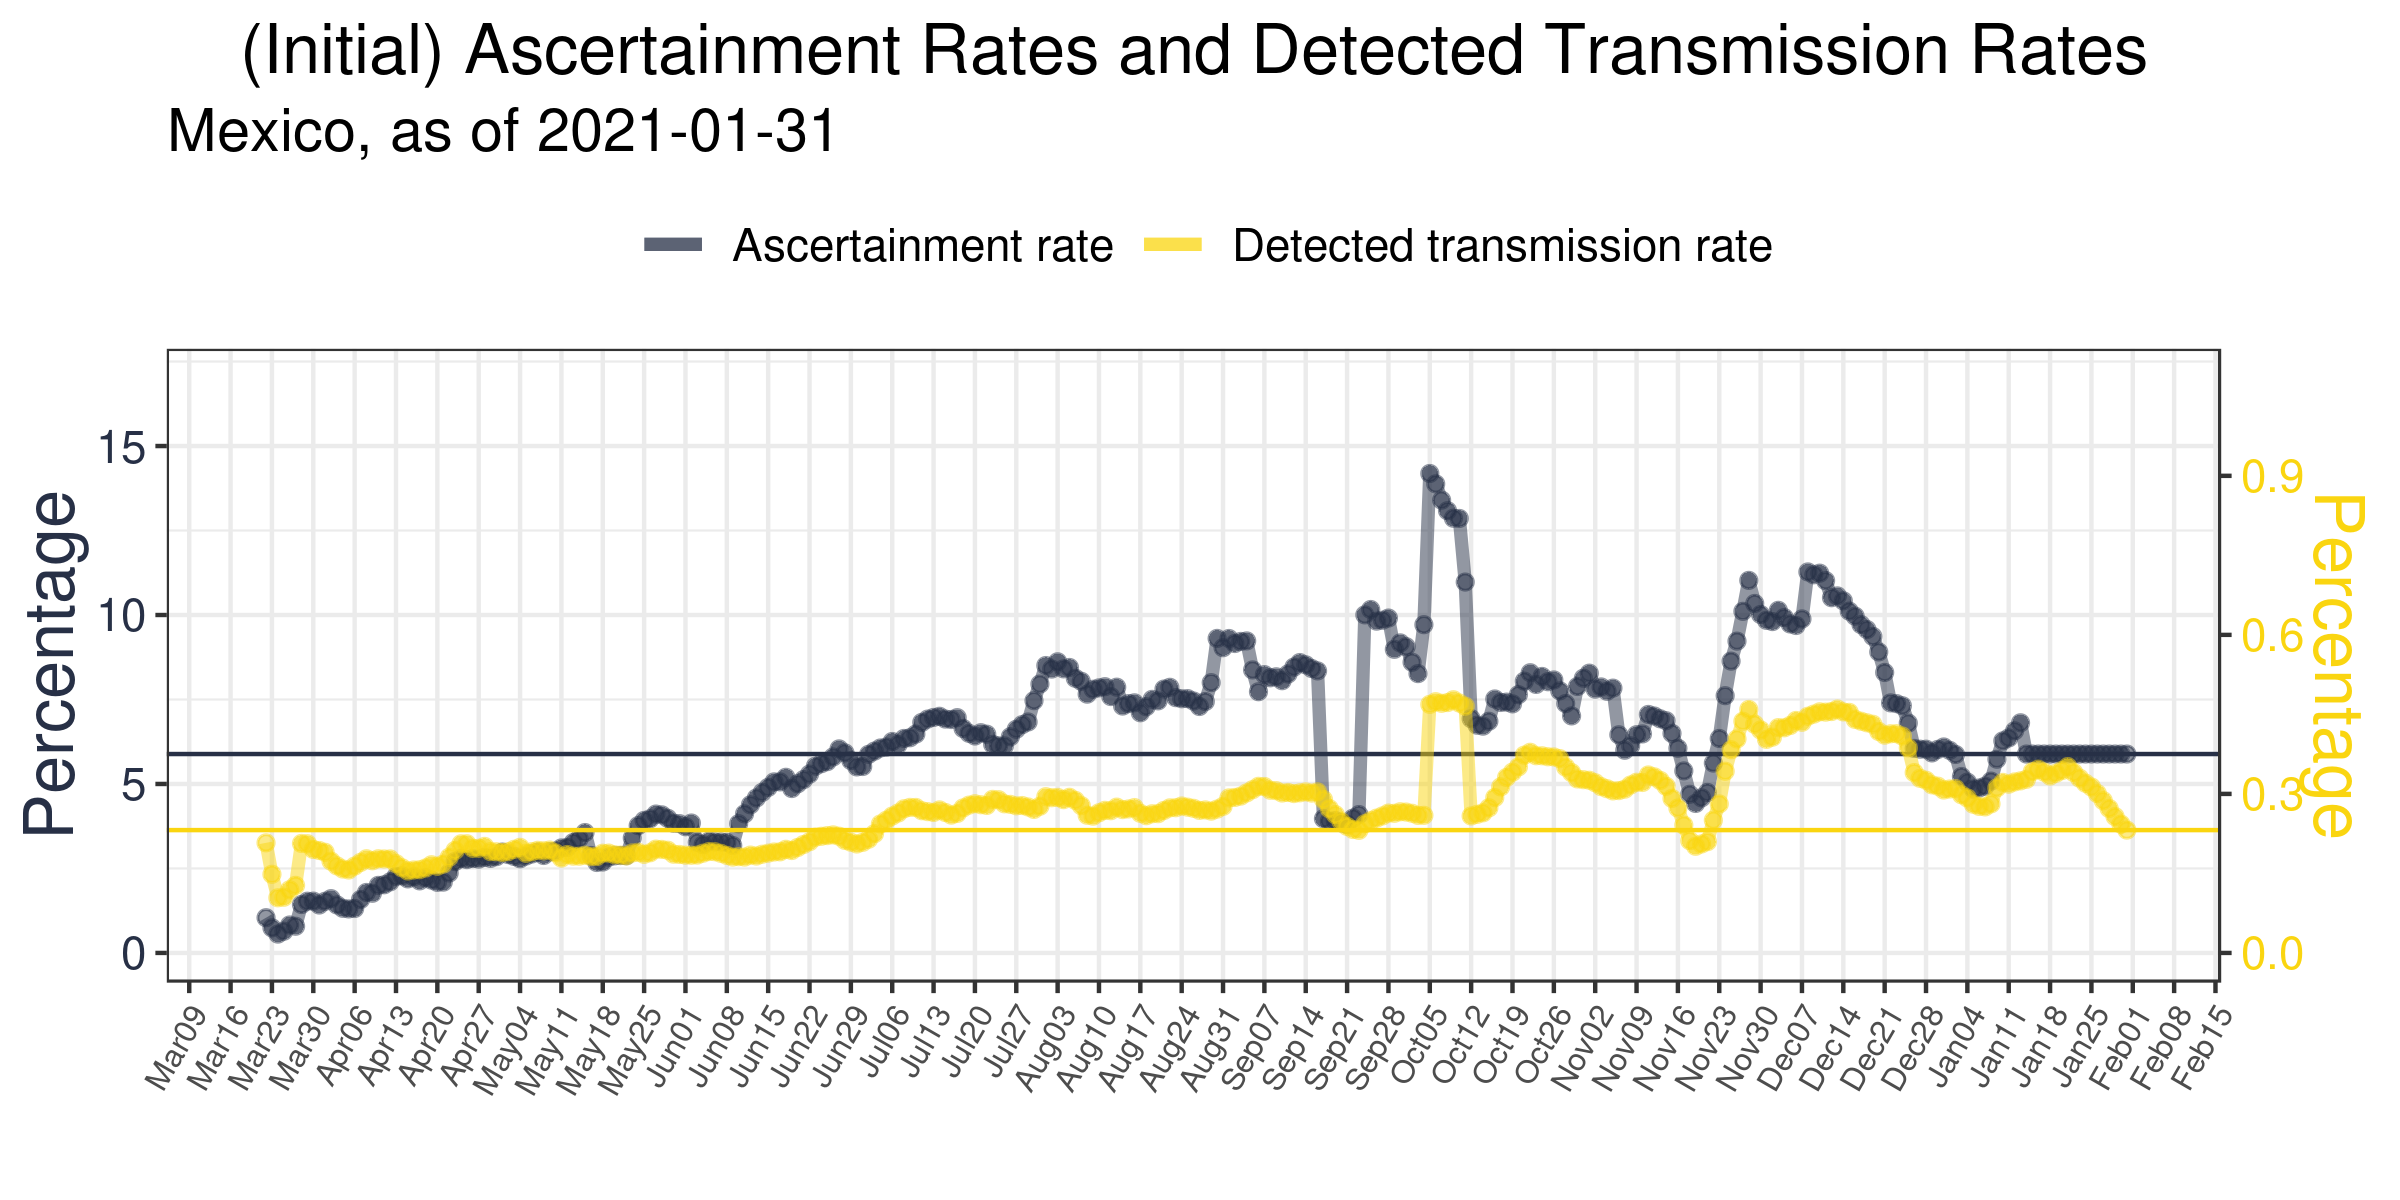 (Initial) Ascertainment Rates and Detected Transmission Rates
Mexico, as of 2021-01-31
Ascertainment rate Detected transmission rate
Percentage
15
10
5
0
0.9
0.6
0.3
0.0
Percentage
Mar09 Mar16 Mar23 Mar30 Apr06 Apr13 Apr20 Apr27 May04 May11 May18 May25 Jun01 Jun08 Jun15 Jun22 Jun29 Jul06 Jul13 Jul20 Jul27 Aug03 Aug10 Aug17 Aug24 Aug31 Sep07 Sep14 Sep21 Sep28 Oct05 Oct12 Oct19 Oct26 Nov02 Nov09 Nov16 Nov23 Nov30 Dec07 Dec14 Dec21 Dec28 Jan04 Jan11 Jan18 Jan25 Feb01 Feb08 Feb15